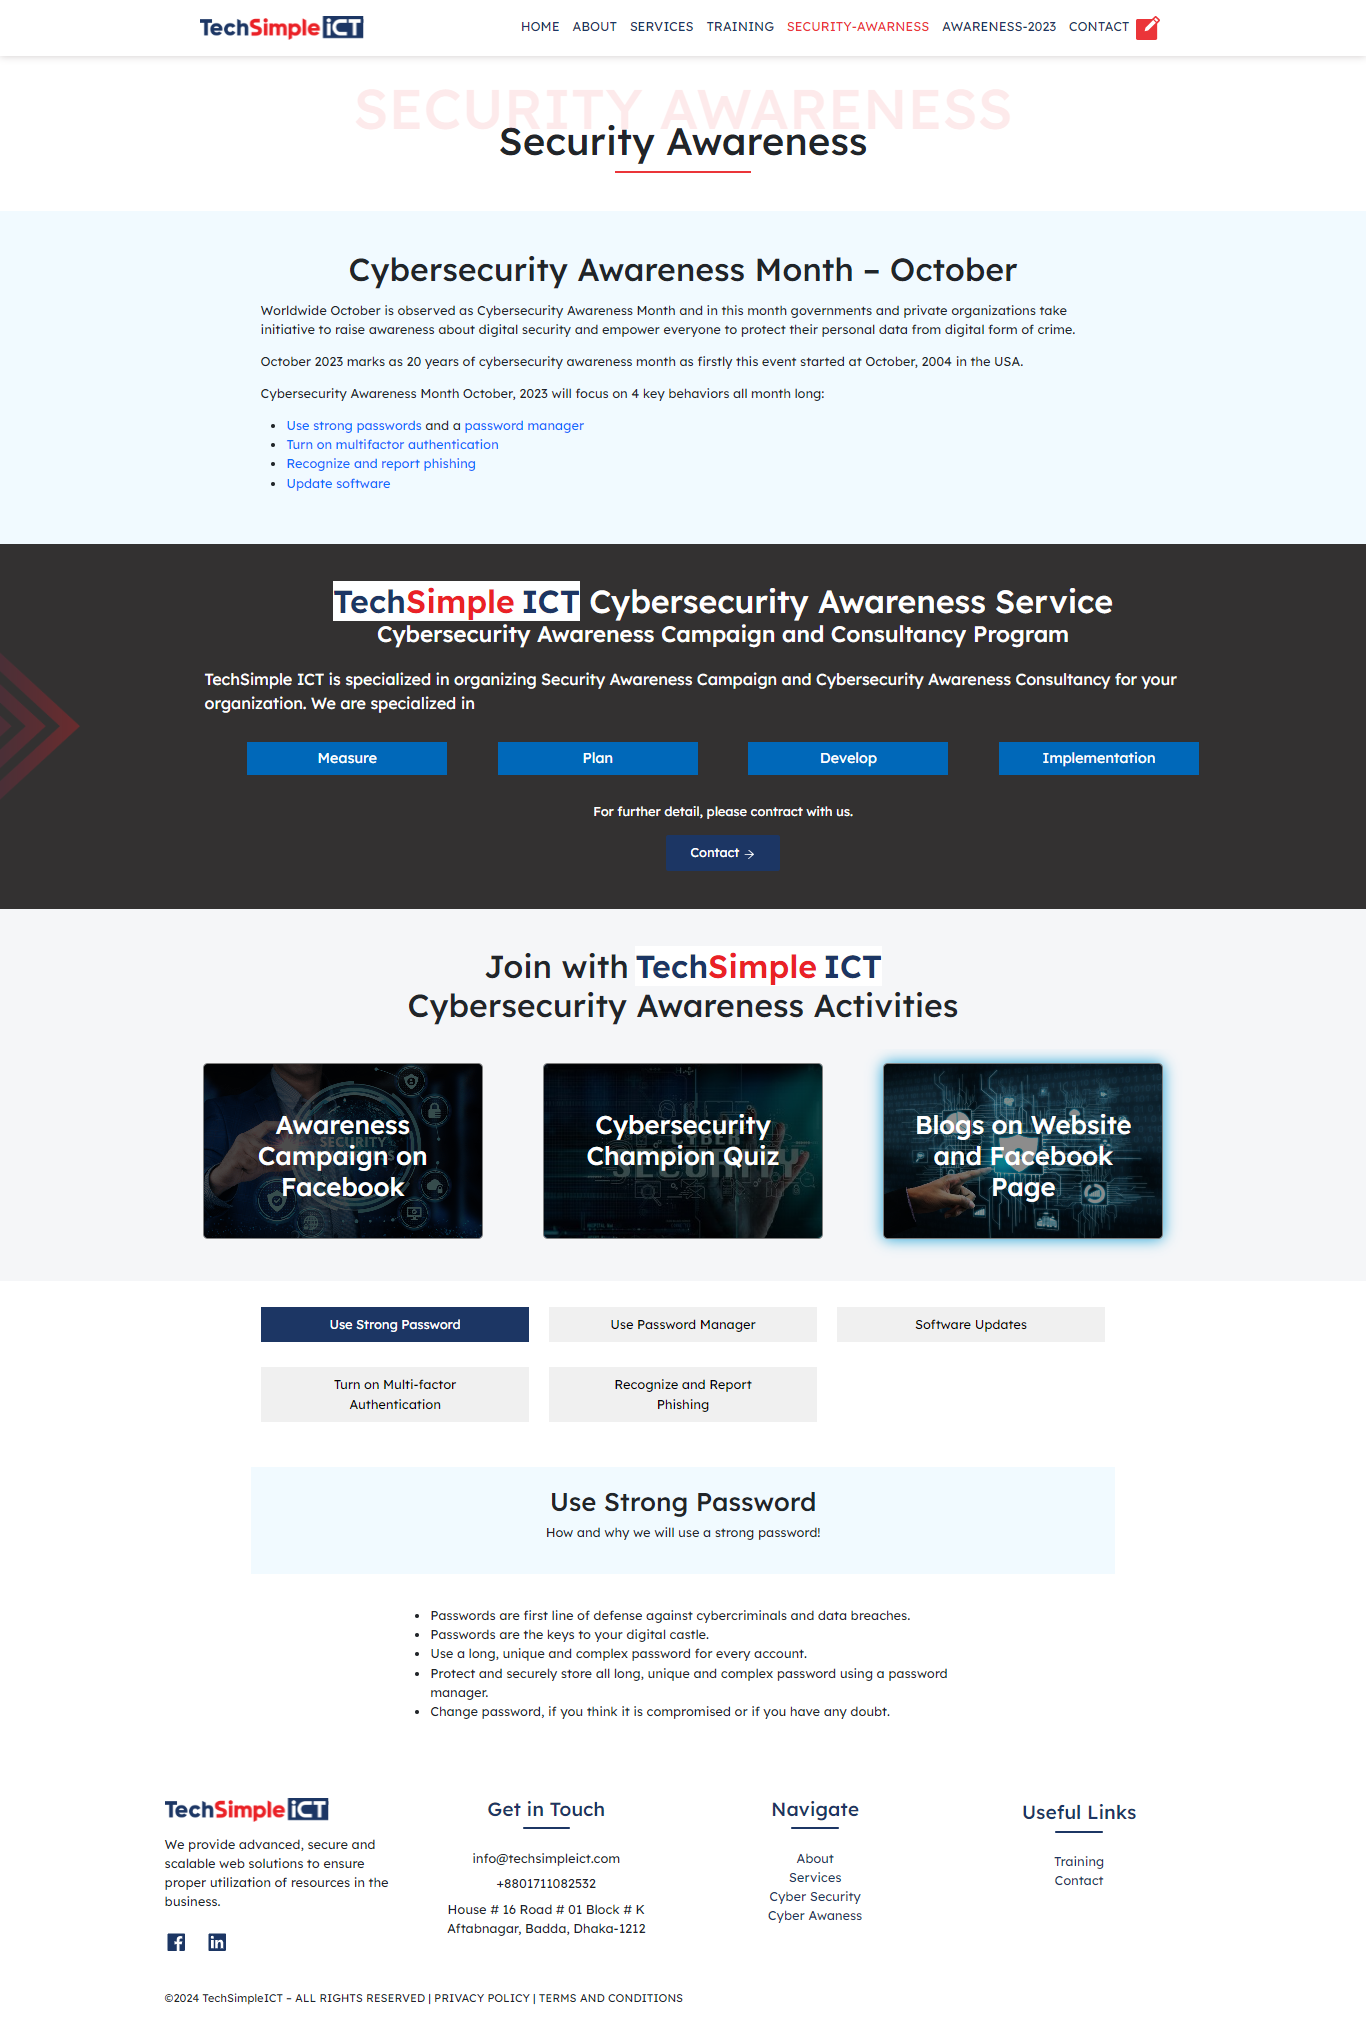 TechSimple iCT
HOME ABOUT SERVICES TRAINING SECURITY-AWARNESS AWARENESS-2023 CONTACT
SECURITY AWARENESS
Security Awareness
Cybersecurity Awareness Month – October
Worldwide October is observed as Cybersecurity Awareness Month and in this month governments and private organizations take
initiative to raise awareness about digital security and empower everyone to protect their personal data from digital form of crime.
October 2023 marks as 20 years of cybersecurity awareness month as firstly this event started at October, 2004 in the USA.
Cybersecurity Awareness Month October, 2023 will focus on 4 key behaviors all month long:
• Use strong passwords and a password manager
• Turn on multifactor authentication
• Recognize and report phishing
• Update software
TechSimple ICT Cybersecurity Awareness Service
Cybersecurity Awareness Campaign and Consultancy Program
TechSimple ICT is specialized in organizing Security Awareness Campaign and Cybersecurity Awareness Consultancy for your
organization. We are specialized in
Measure Plan Develop Implementation
For further detail, please contract with us.
Contact →
Join with TechSimple ICT
Cybersecurity Awareness Activities
Awareness
Campaign on
Facebook
SECURITY
Cybersecurity
Champion Quiz
CYBER
SECURITY
Blogs on Website
and Facebook
Page
Use Strong Password
Use Password Manager
Software Updates
Turn on Multi-factor
Authentication
Recognize and Report
Phishing
Use Strong Password
How and why we will use a strong password!
• Passwords are first line of defense against cybercriminals and data breaches.
• Passwords are the keys to your digital castle.
• Use a long, unique and complex password for every account.
• Protect and securely store all long, unique and complex password using a password
manager.
• Change password, if you think it is compromised or if you have any doubt.
TechSimple iCT
We provide advanced, secure and
scalable web solutions to ensure
proper utilization of resources in the
business.
Get in Touch
info@techsimpleict.com
+8801711082532
House # 16 Road # 01 Block # K
Aftabnagar, Badda, Dhaka-1212
Navigate
About
Services
Cyber Security
Cyber Awaness
Useful Links
Training
Contact
©2024 TechSimpleICT – ALL RIGHTS RESERVED | PRIVACY POLICY | TERMS AND CONDITIONS